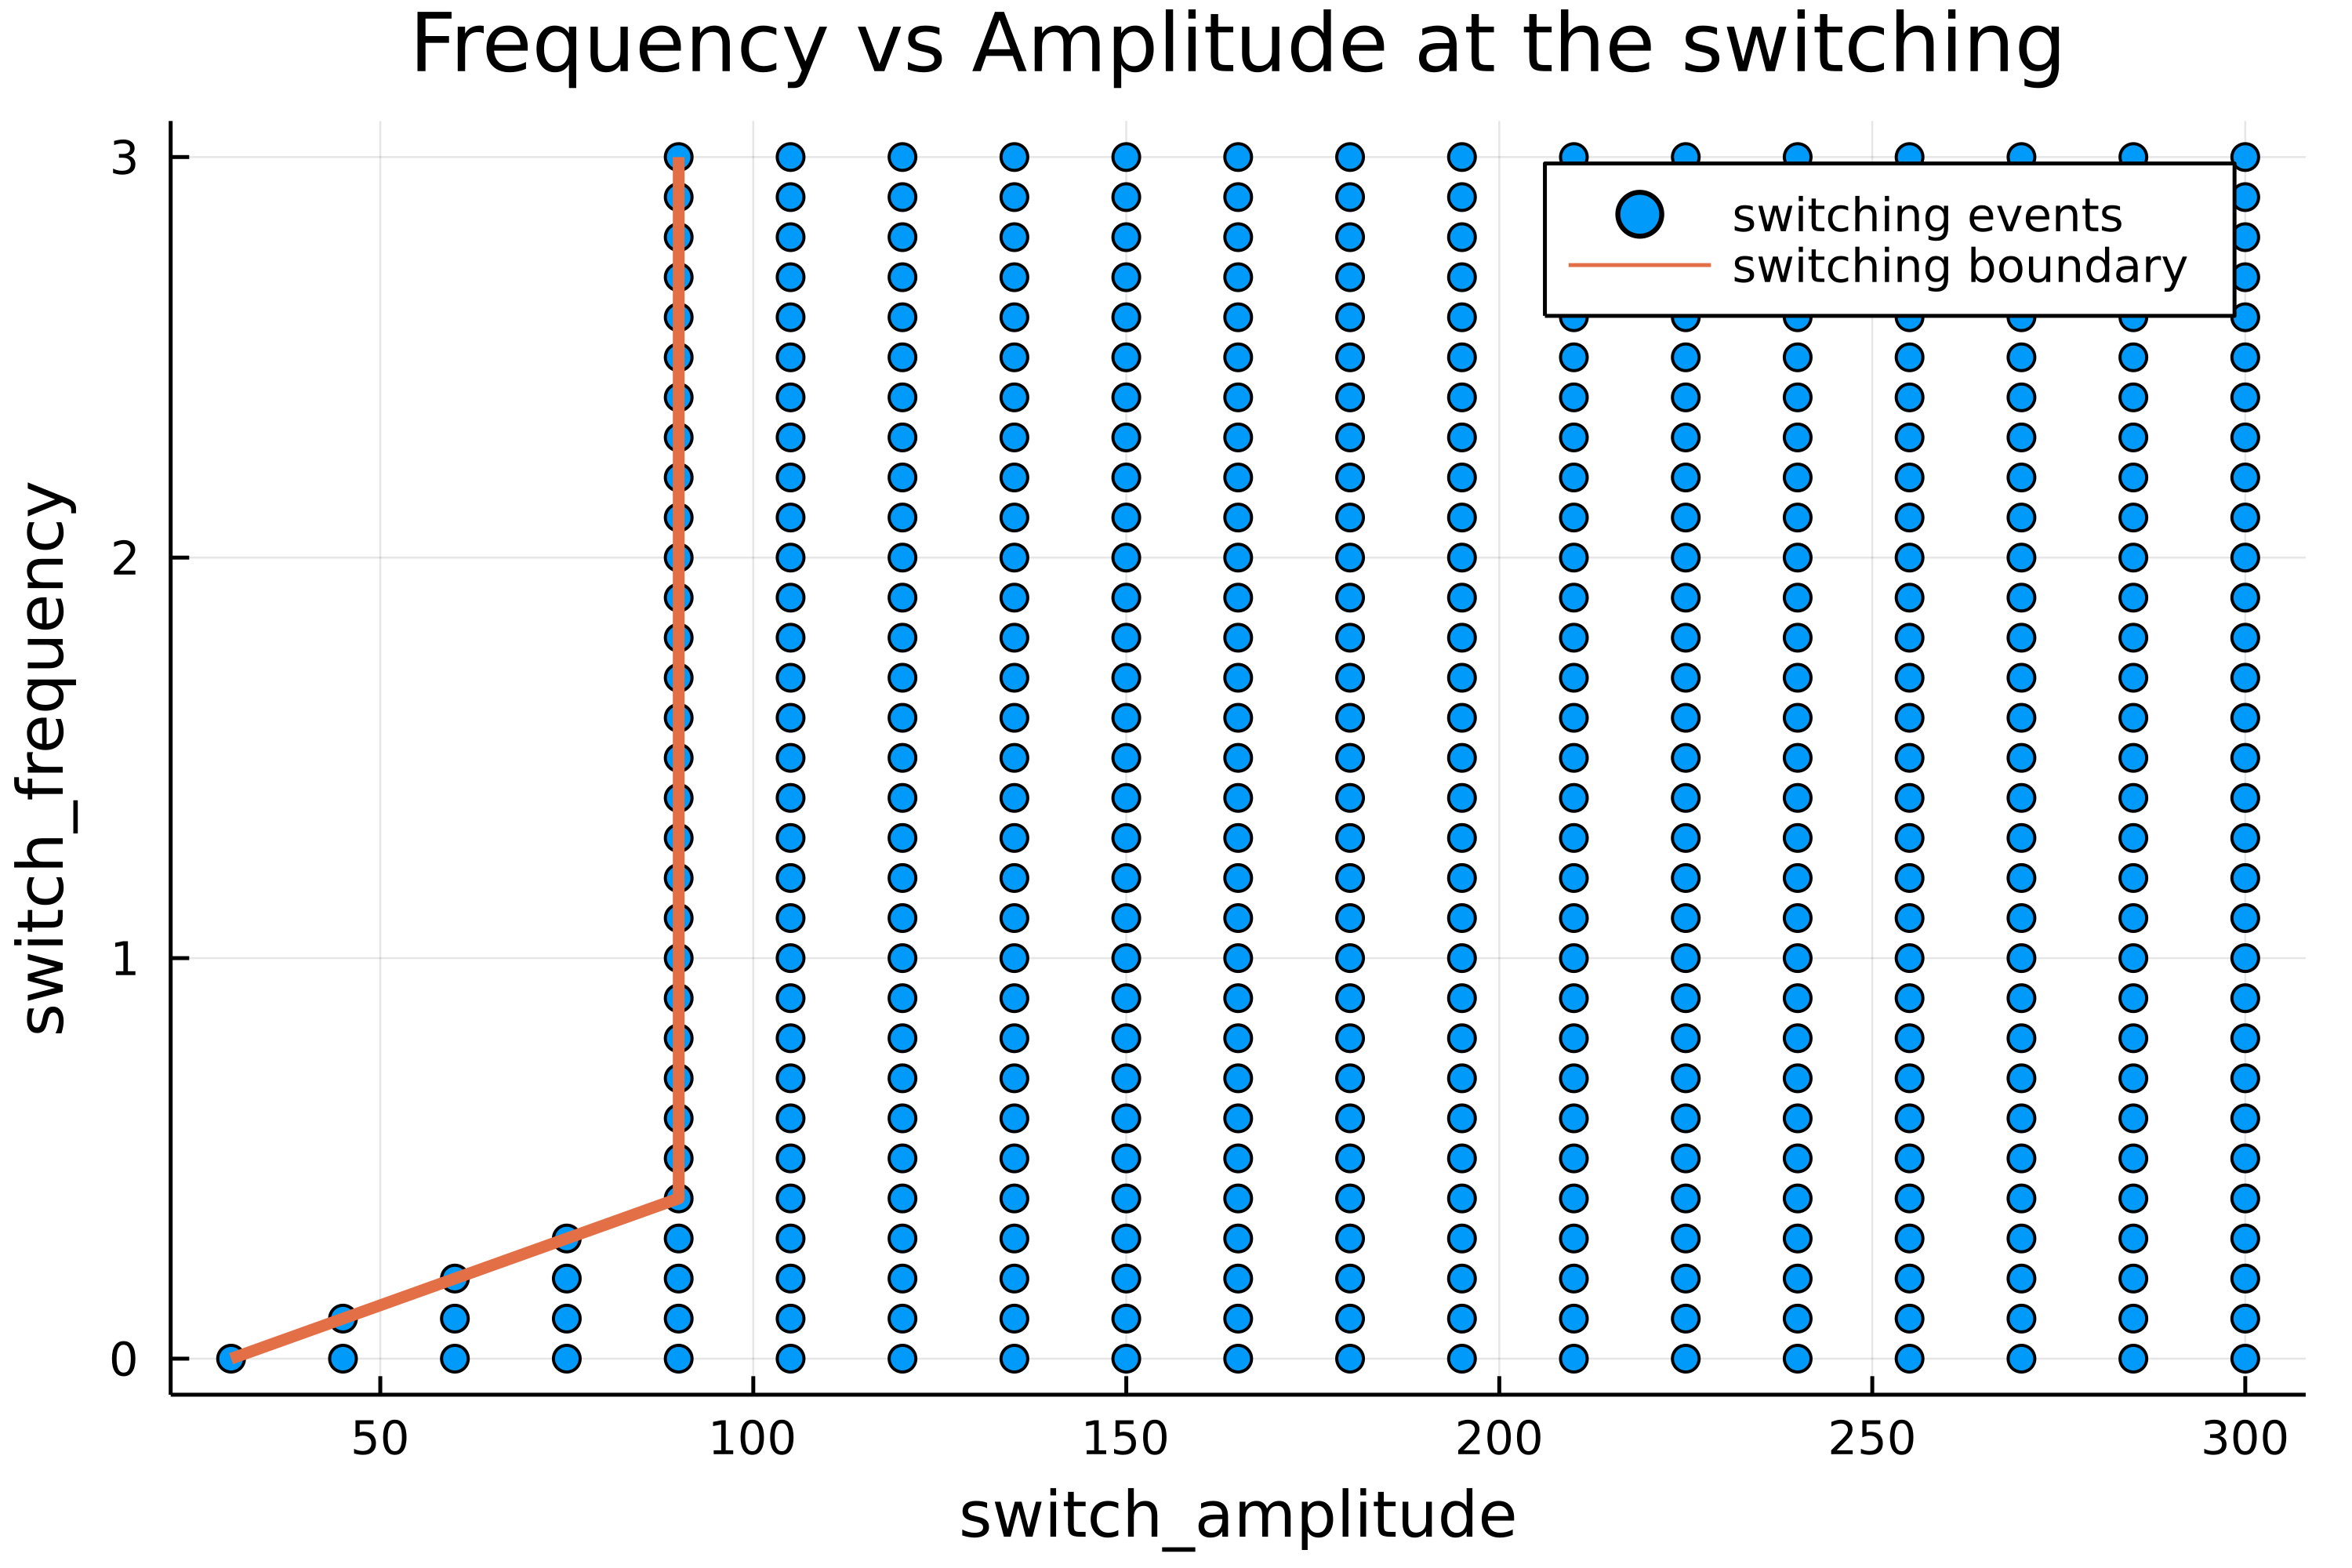 Frequency vs Amplitude at the switching
switching events
switching boundary
switch_frequency
3
2
1
0
50 100 150 200 250 300
switch_amplitude